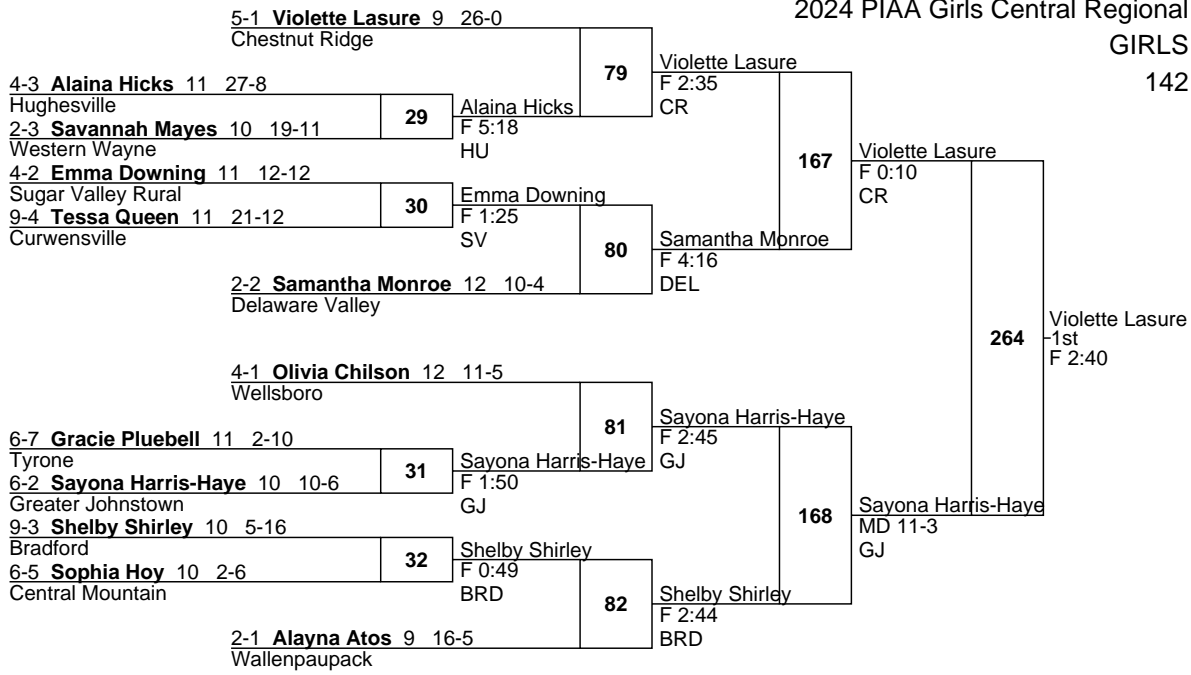 2024 PIAA Girls Central Regional
GIRLS
142
5-1 Violette Lasure 9 26-0
Chestnut Ridge
79
Violette Lasure
F 2:35
CR
4-3 Alaina Hicks 11 27-8
Hughesville
29
Alaina Hicks
F 5:18
HU
2-3 Savannah Mayes 10 19-11
Western Wayne
167
Violette Lasure
F 0:10
CR
4-2 Emma Downing 11 12-12
Sugar Valley Rural
30
Emma Downing
F 1:25
SV
9-4 Tessa Queen 11 21-12
Curwensville
80
Samantha Monroe
F 4:16
DEL
2-2 Samantha Monroe 12 10-4
Delaware Valley
264
Violette Lasure
1st
F 2:40
4-1 Olivia Chilson 12 11-5
Wellsboro
81
Sayona Harris-Haye
F 2:45
GJ
6-7 Gracie Pluebell 11 2-10
Tyrone
31
Sayona Harris-Haye
F 1:50
GJ
6-2 Sayona Harris-Haye 10 10-6
Greater Johnstown
168
Sayona Harris-Haye
MD 11-3
GJ
9-3 Shelby Shirley 10 5-16
Bradford
32
Shelby Shirley
F 0:49
BRD
6-5 Sophia Hoy 10 2-6
Central Mountain
82
Shelby Shirley
F 2:44
BRD
2-1 Alayna Atos 9 16-5
Wallenpaupack